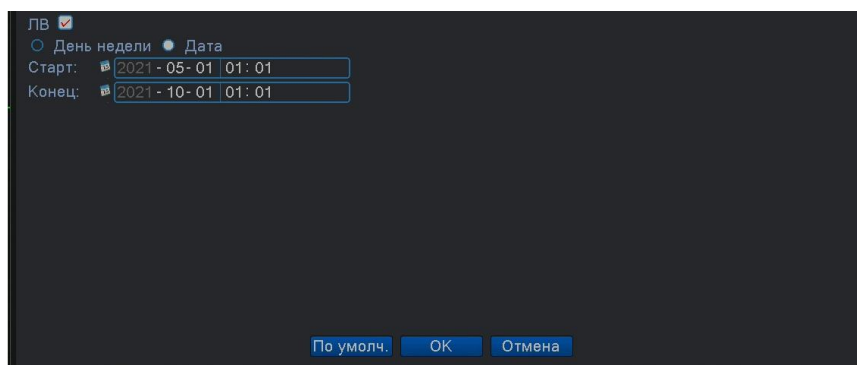 ЛВ
День недели Дата
Старт: 2021 - 05 - 01 01 : 01
Конец: 2021 - 10 - 01 01 : 01
По умолч. OK Отмена